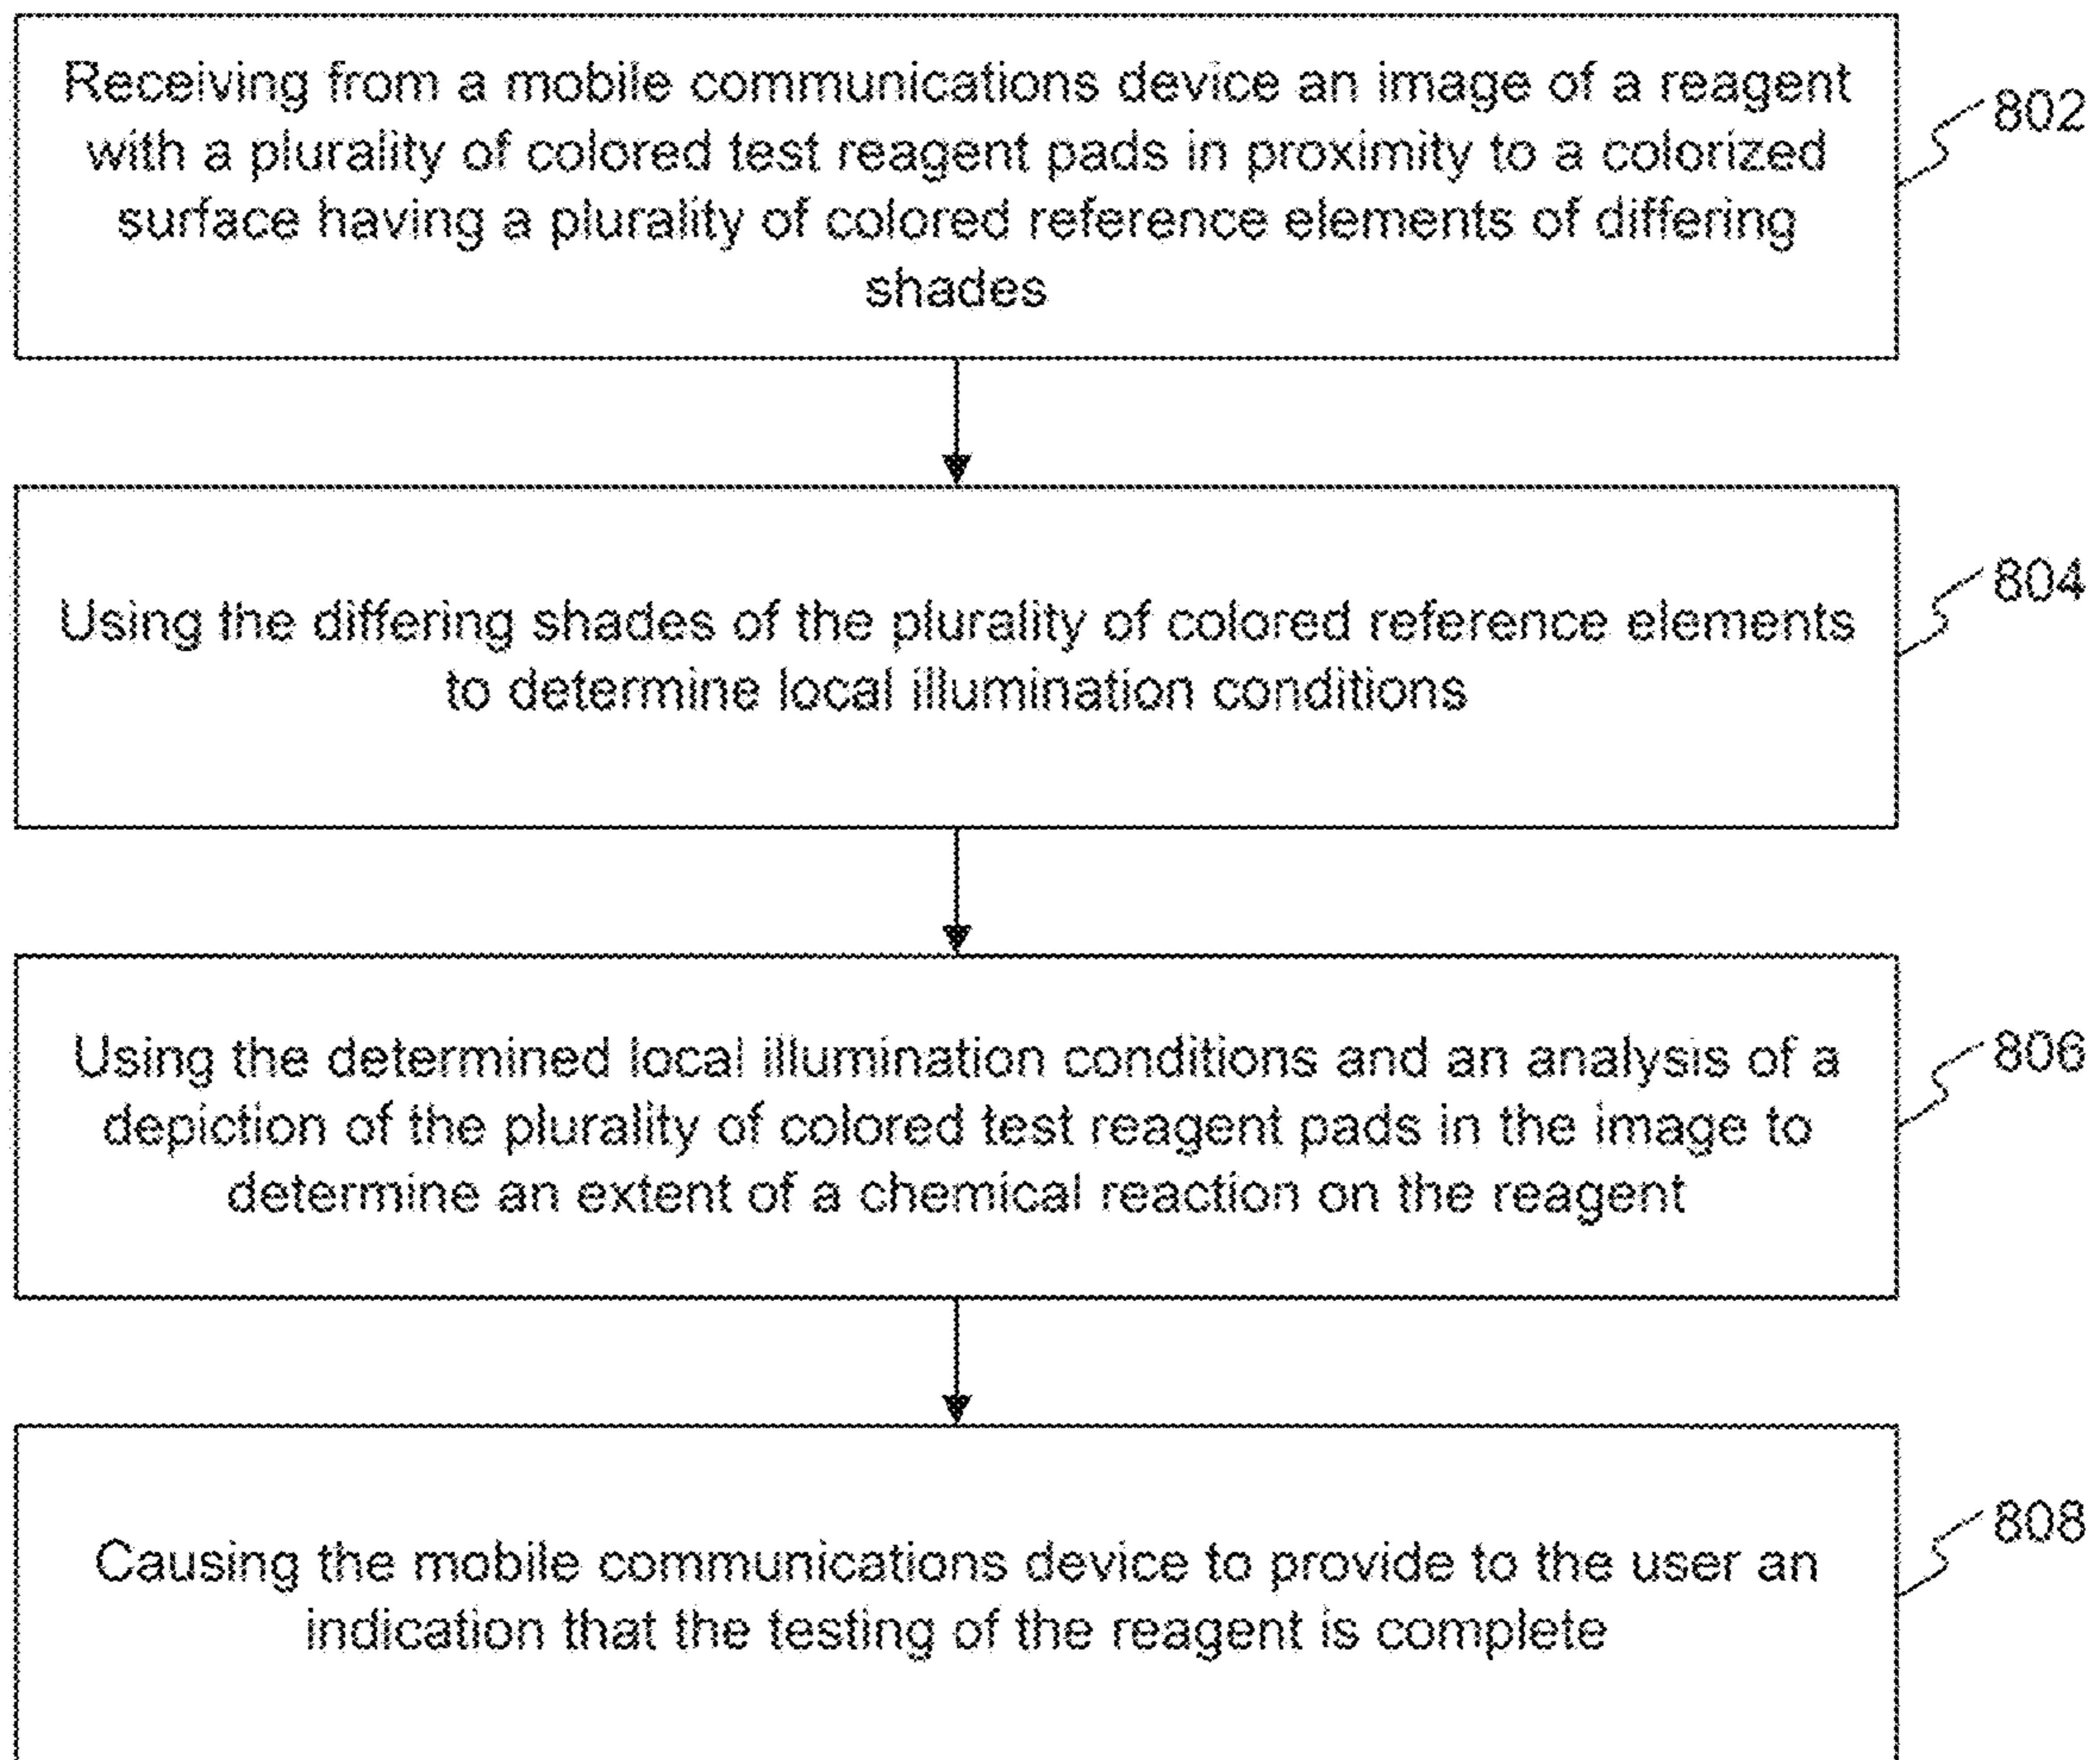 Receiving from a mobile communications device an image of a reagent
with a plurality of colored test reagent pads in proximity to a colorized
surface having a plurality of colored reference elements of differing
shades
802
Using the differing shades of the plurality of colored reference elements
to determine local illumination conditions
804
Using the determined local illumination conditions and an analysis of a
depiction of the plurality of colored test reagent pads in the image to
determine an extent of a chemical reaction on the reagent
806
Causing the mobile communications device to provide to the user an
indication that the testing of the reagent is complete
808